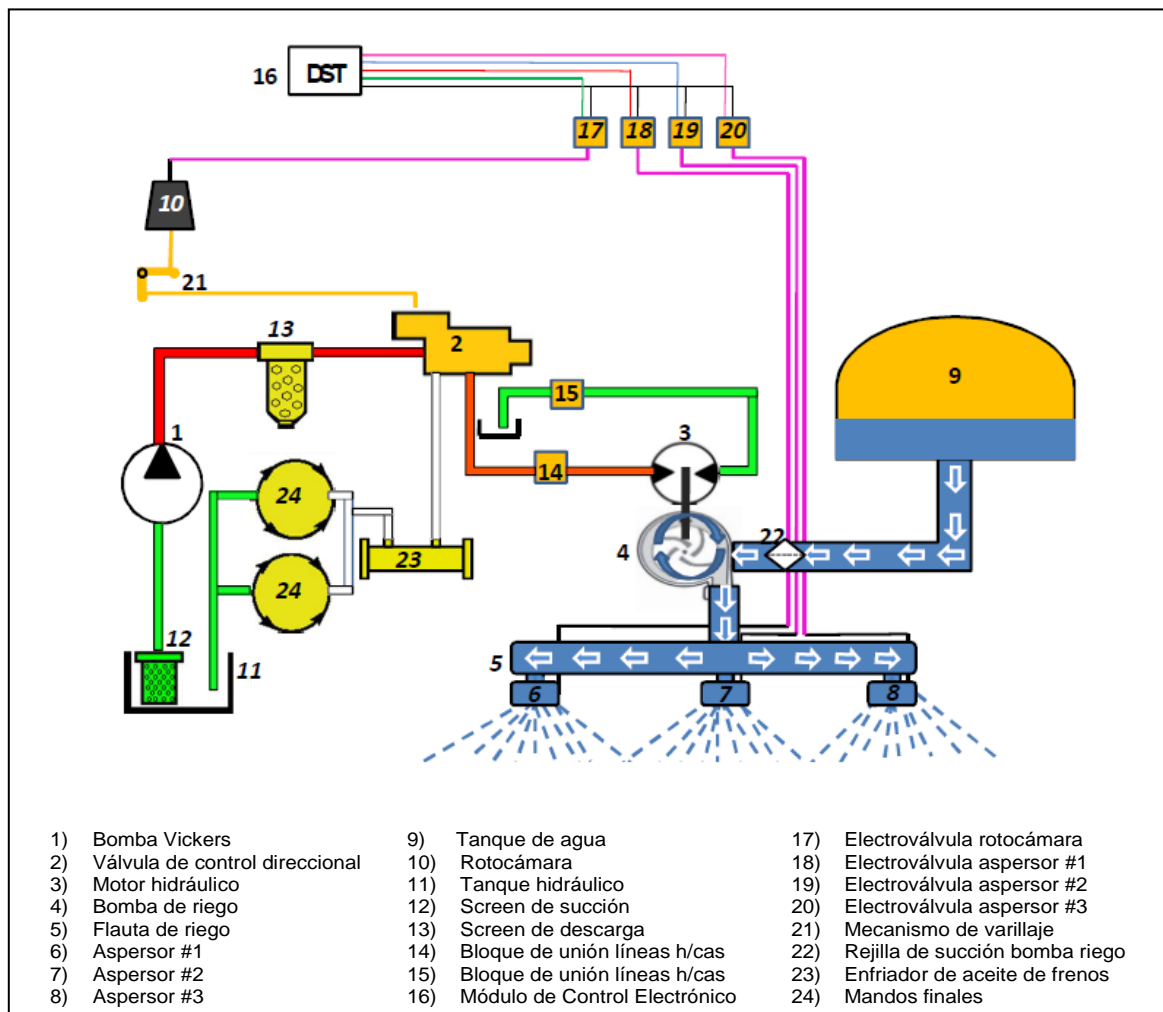 16 DST
17 18 19 20
10
21
13
2
9
15
1
3
14
24
22
4
23
24
12
11
5
6 7 8
1) Bomba Vickers
2) Válvula de control direccional
3) Motor hidráulico
4) Bomba de riego
5) Flauta de riego
6) Aspersor #1
7) Aspersor #2
8) Aspersor #3
9) Tanque de agua
10) Rotocámara
11) Tanque hidráulico
12) Screen de succión
13) Screen de descarga
14) Bloque de unión líneas h/cas
15) Bloque de unión líneas h/cas
16) Módulo de Control Electrónico
17) Electroválvula rotocámara
18) Electroválvula aspersor #1
19) Electroválvula aspersor #2
20) Electroválvula aspersor #3
21) Mecanismo de varillaje
22) Rejilla de succión bomba riego
23) Enfriador de aceite de frenos
24) Mandos finales